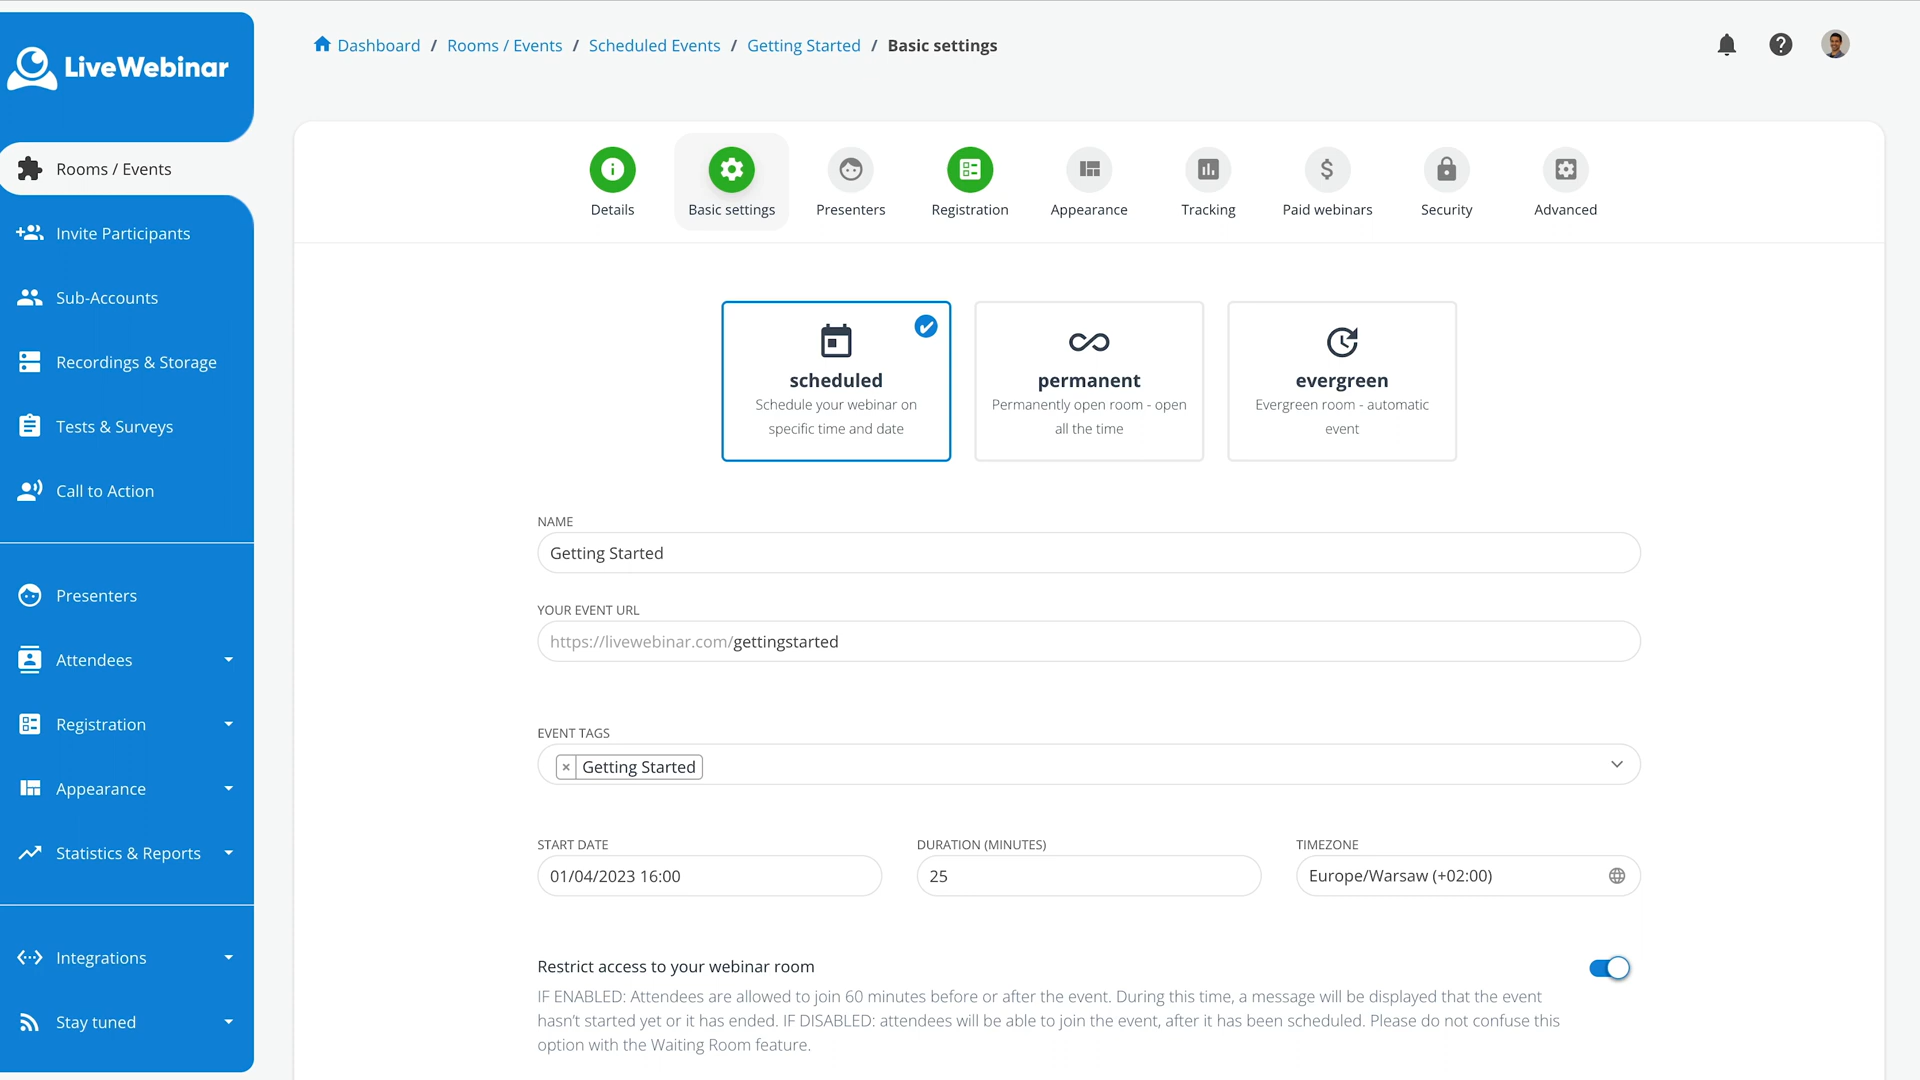 LiveWebinar
Dashboard / Rooms / Events / Scheduled Events / Getting Started / Basic settings
Rooms / Events
Invite Participants
Sub-Accounts
Recordings & Storage
Tests & Surveys
Call to Action
Presenters
Attendees
Registration
Appearance
Statistics & Reports
Integrations
Stay tuned
Details
Basic settings
Presenters
Registration
Appearance
Tracking
Paid webinars
Security
Advanced
scheduled
Schedule your webinar on
specific time and date
permanent
Permanently open room - open
all the time
evergreen
Evergreen room - automatic
event
NAME
Getting Started
YOUR EVENT URL
https://livewebinar.com/gettingstarted
EVENT TAGS
× Getting Started
START DATE
01/04/2023 16:00
DURATION (MINUTES)
25
TIMEZONE
Europe/Warsaw (+02:00)
Restrict access to your webinar room
IF ENABLED: Attendees are allowed to join 60 minutes before or after the event. During this time, a message will be displayed that the event
hasn't started yet or it has ended. IF DISABLED: attendees will be able to join the event, after it has been scheduled. Please do not confuse this
option with the Waiting Room feature.